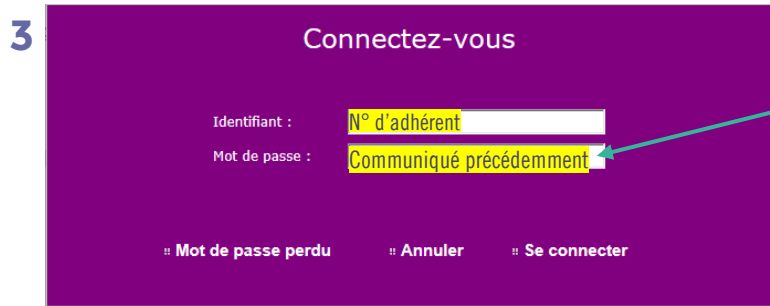 3
Connectez-vous
Identifiant : N° d'adhérent
Mot de passe : Communiqué précédemment
:: Mot de passe perdu :: Annuler :: Se connecter